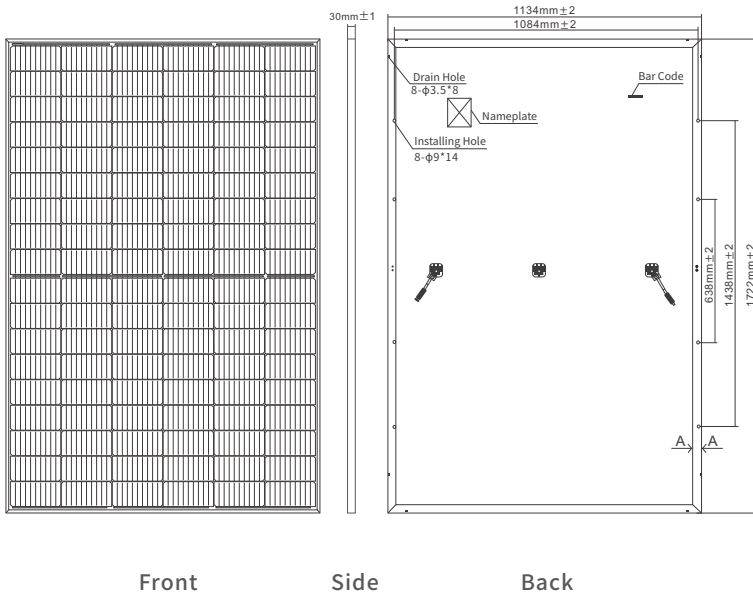 30mm±1
1134mm±2
1084mm±2
Drain Hole
8-φ3.5*8
Bar Code
Nameplate
Installing Hole
8-φ9*14
638mm±2
1438mm±2
1722mm±2
A A
Front Side Back